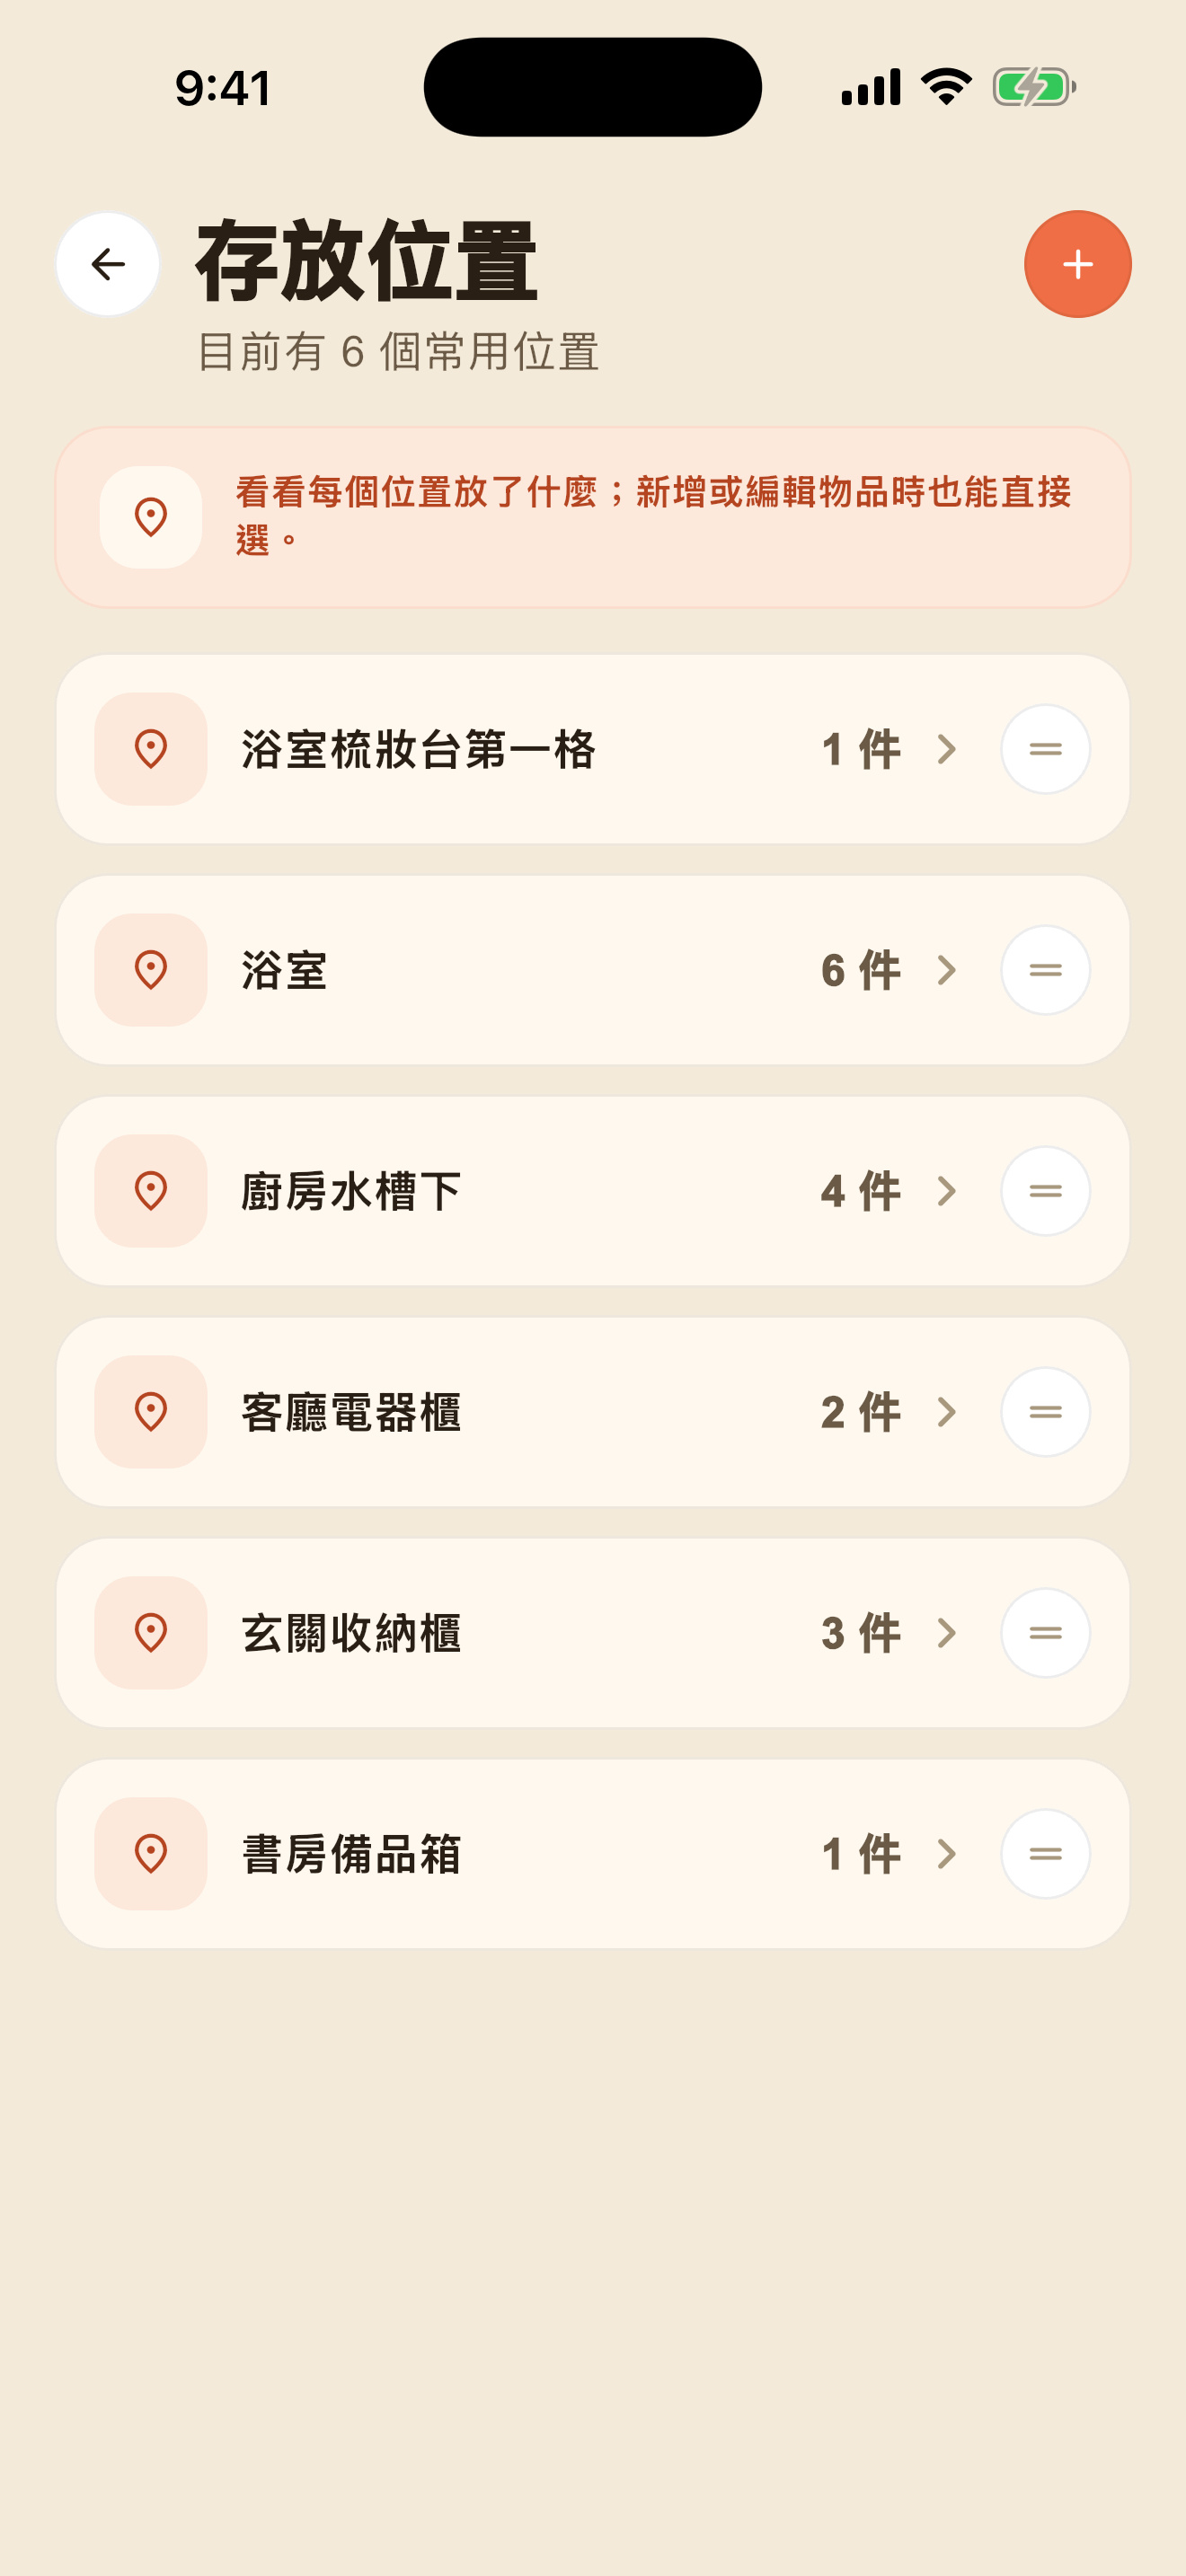 9:41
存放位置
目前有 6 個常用位置
看看每個位置放了什麼；新增或編輯物品時也能直接
選。
浴室梳妝台第一格 1 件
浴室 6 件
廚房水槽下 4 件
客廳電器櫃 2 件
玄關收納櫃 3 件
書房備品箱 1 件